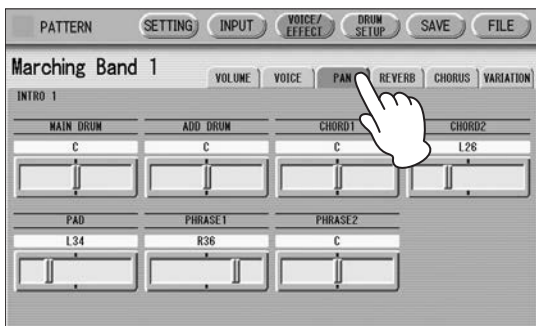 PATTERN SETTING INPUT VOICE/ EFFECT DRUM SETUP SAVE FILE
Marching Band 1 VOLUME VOICE PAN REVERB CHORUS VARIATION
INTRO 1
MAIN DRUM ADD DRUM CHORD1 CHORD2
C C C L26
PAD PHRASE1 PHRASE2
L34 R36 C